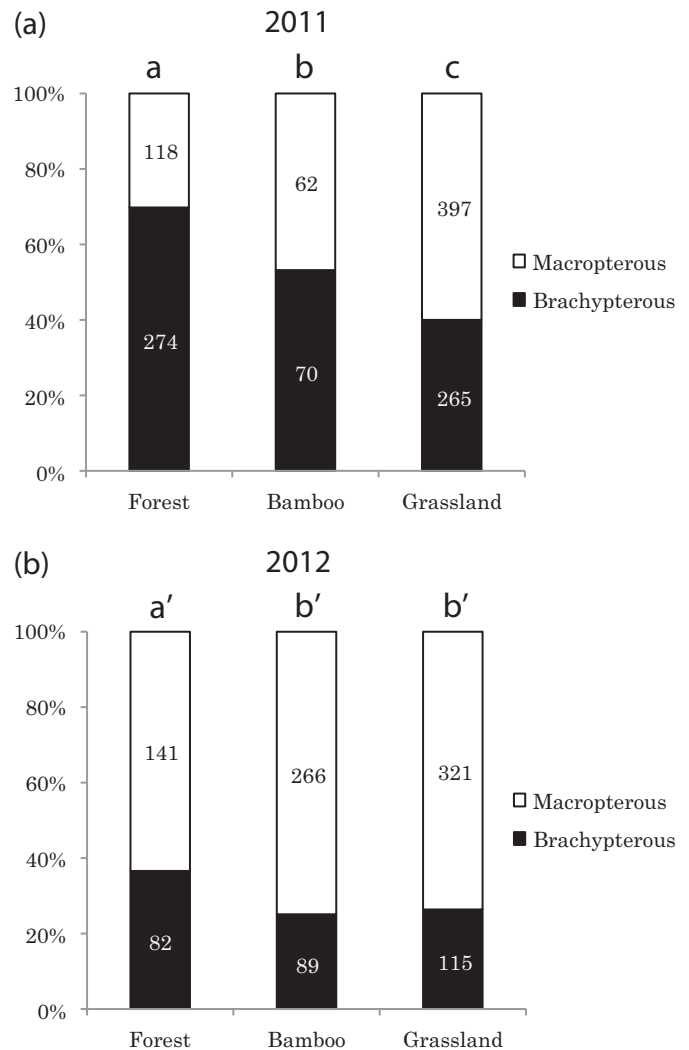 (a)
2011
a b c
100%
80%
60%
40%
20%
0%
118
62
397
274
70
265
Macropterous
Brachypterous
Forest Bamboo Grassland
(b)
2012
a′ b′ b′
100%
80%
60%
40%
20%
0%
141
266
321
82
89
115
Macropterous
Brachypterous
Forest Bamboo Grassland